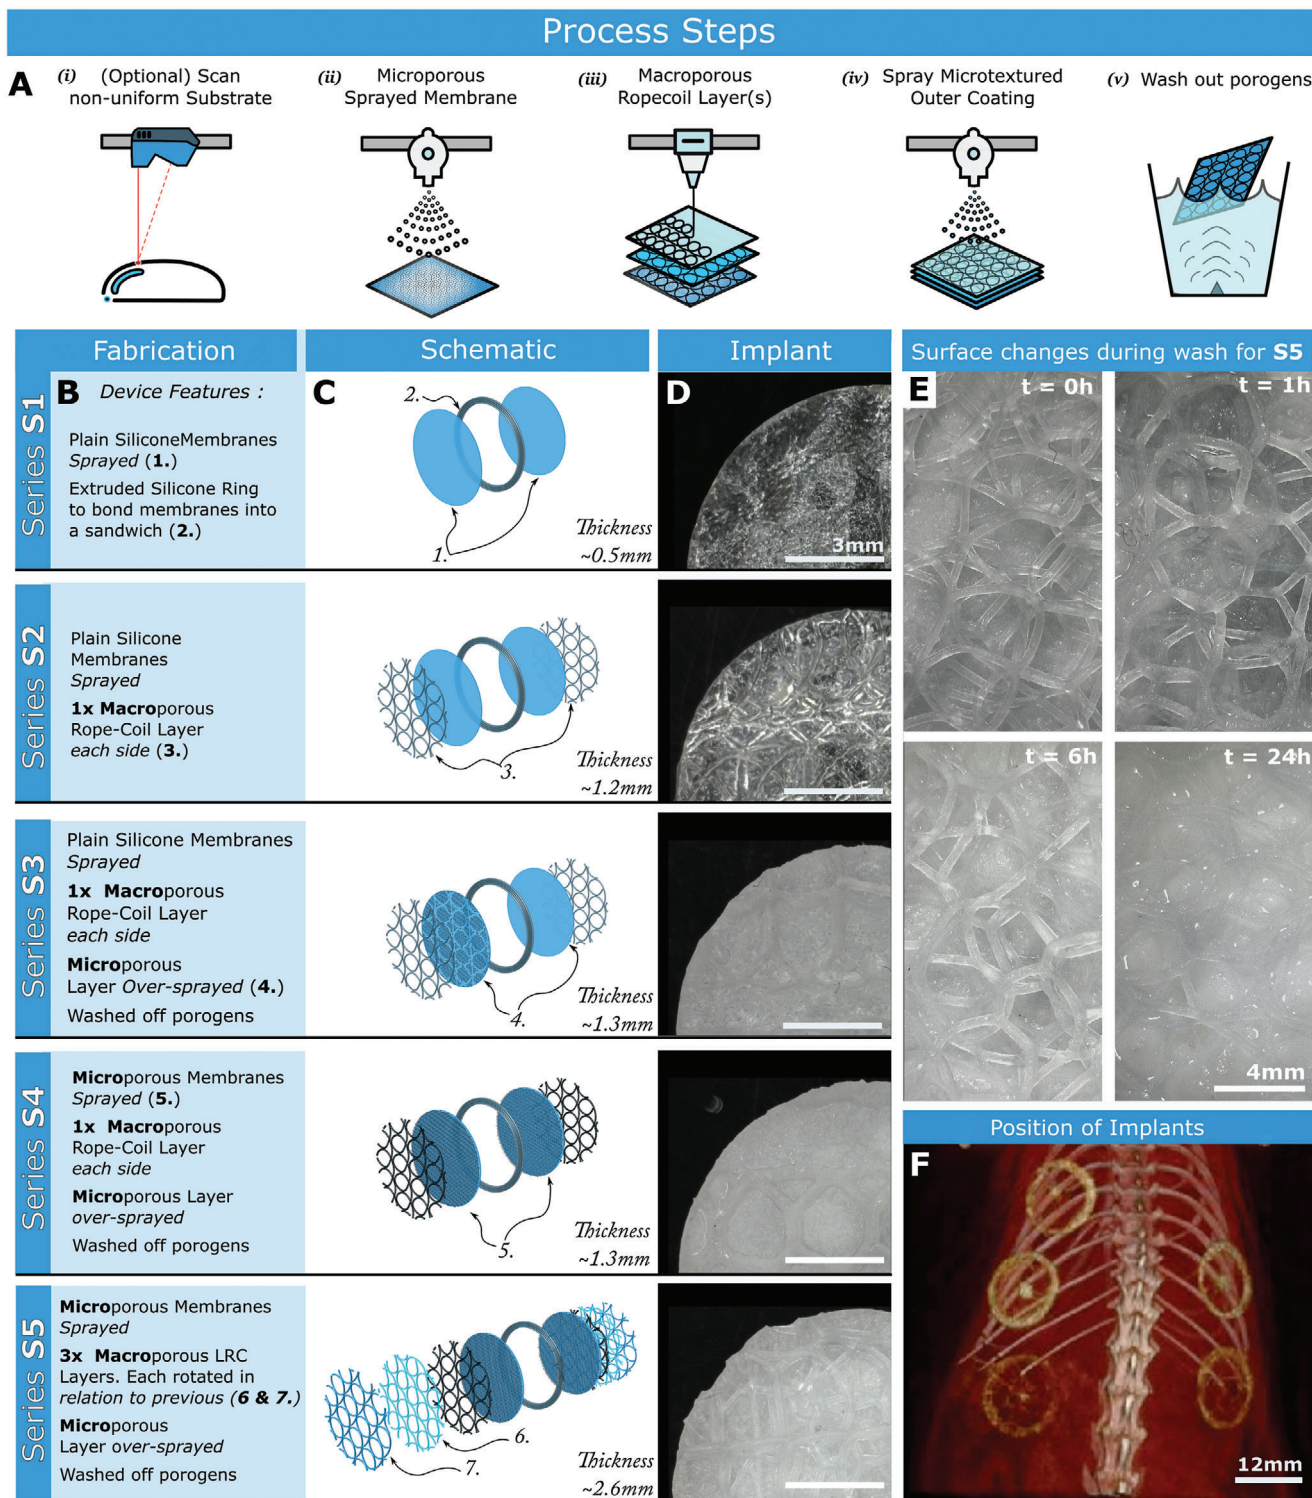 Process Steps
A
(i) (Optional) Scan
non-uniform Substrate
(ii) Microporous
Sprayed Membrane
(iii) Macroporous
Ropecoil Layer(s)
(iv) Spray Microtextured
Outer Coating
(v) Wash out porogens
Fabrication
Schematic
Implant
Surface changes during wash for S5
Series S1
B
Device Features :
Plain SiliconeMembranes
Sprayed (1.)
Extruded Silicone Ring
to bond membranes into
a sandwich (2.)
C
2.
1.
Thickness
~0.5mm
D
3mm
E
t = 0h
t = 1h
t = 6h
t = 24h
4mm
Series S2
Plain Silicone
Membranes
Sprayed
1x Macroporous
Rope-Coil Layer
each side (3.)
3.
Thickness
~1.2mm
Series S3
Plain Silicone Membranes
Sprayed
1x Macroporous
Rope-Coil Layer
each side
Microporous
Layer Over-sprayed (4.)
Washed off porogens
4.
Thickness
~1.3mm
Series S4
Microporous Membranes
Sprayed (5.)
1x Macroporous
Rope-Coil Layer
each side
Microporous Layer
over-sprayed
Washed off porogens
5.
Thickness
~1.3mm
Series S5
Microporous Membranes
Sprayed
3x Macroporous LRC
Layers. Each rotated in
relation to previous (6 & 7.)
Microporous
Layer over-sprayed
Washed off porogens
6.
7.
Thickness
~2.6mm
Position of Implants
F
12mm